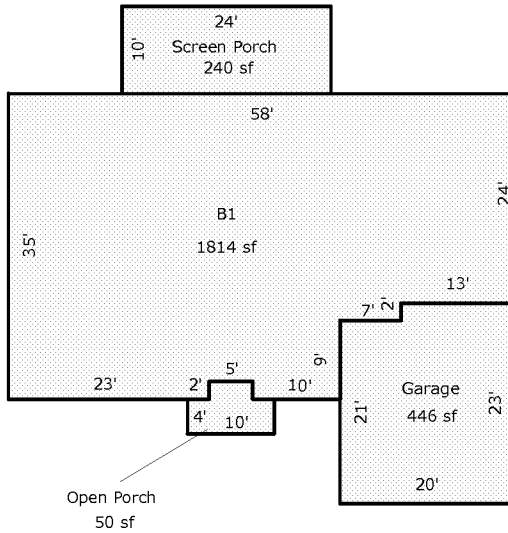 24'
10'
Screen Porch
240 sf
58'
24'
B1
1814 sf
35'
13'
2'
7'
9'
5'
23'
2'
10'
Garage
446 sf
21'
23'
4'
10'
20'
Open Porch
50 sf